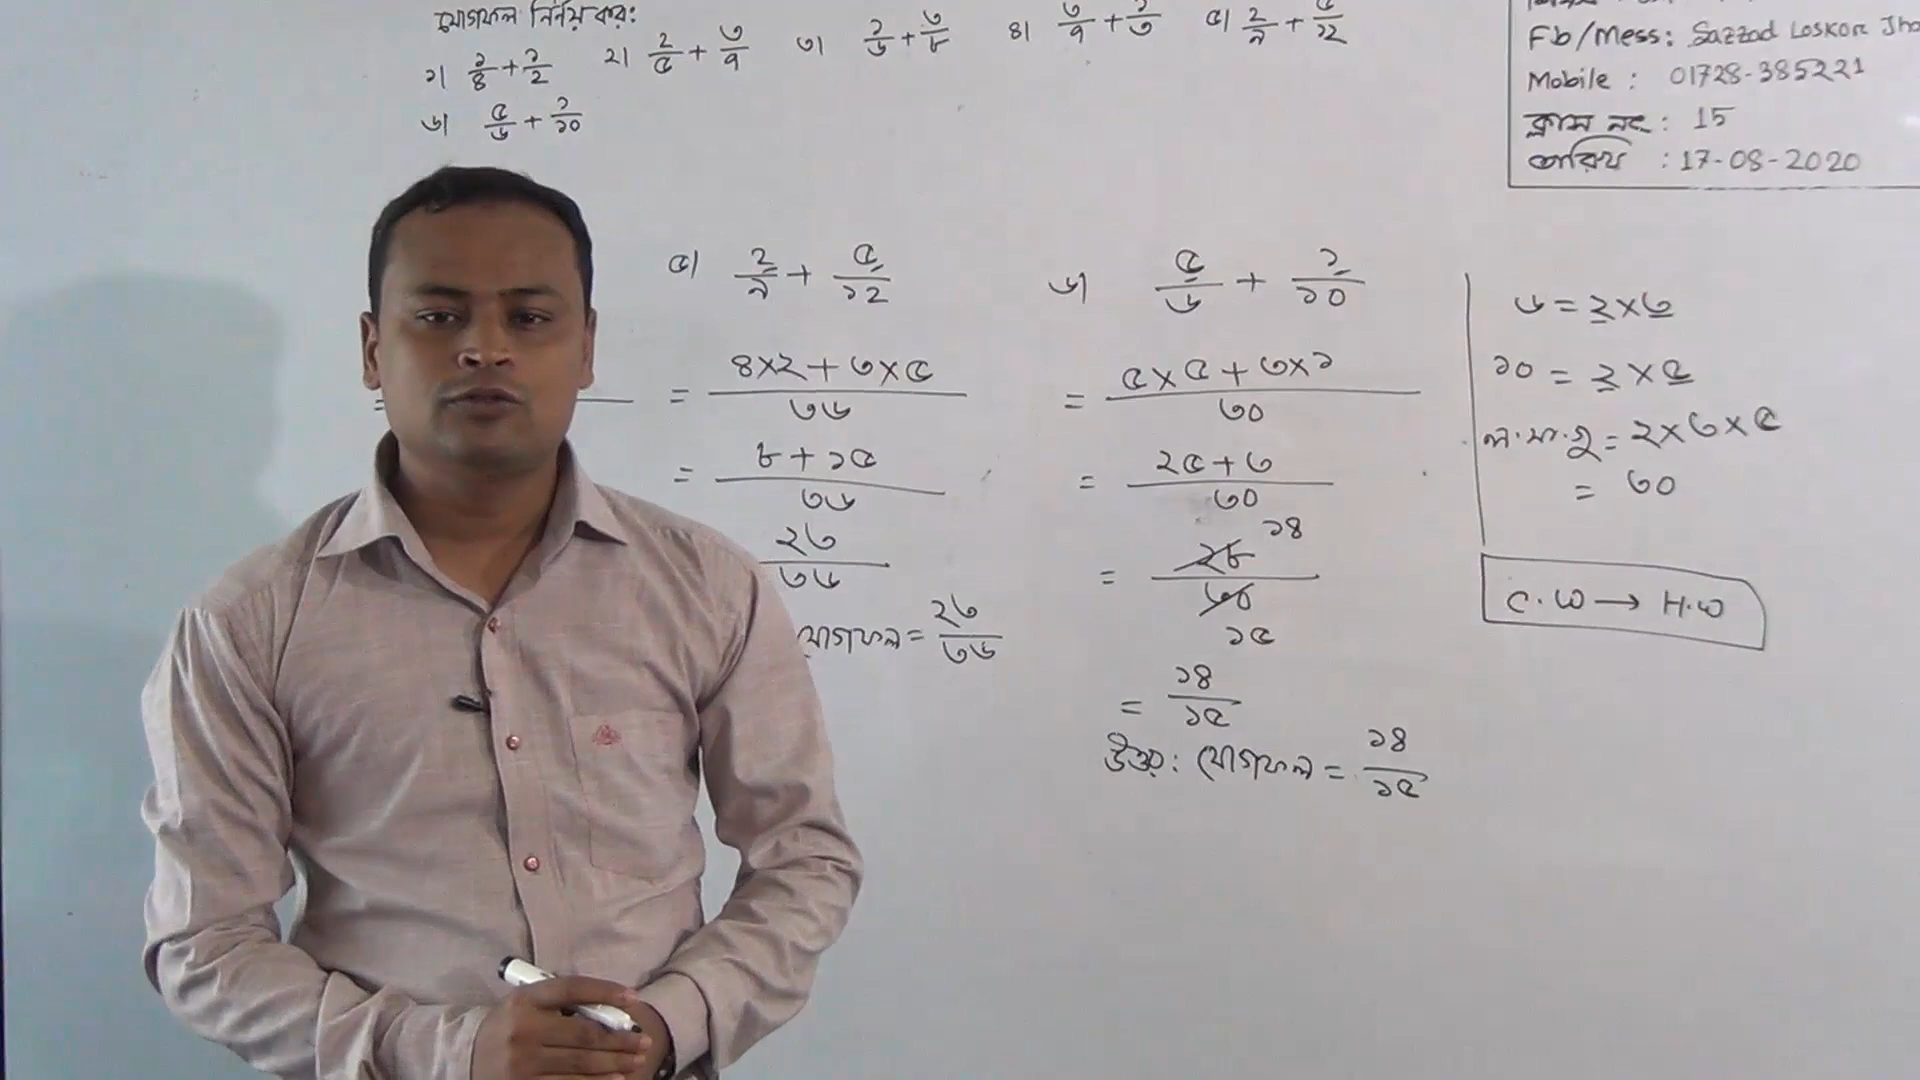 যোগফল নির্নয় কর:
১। ১/৪ + ১/২ ২। ২/৫ + ৩/৭ ৩। ১/৬ + ৩/৮ ৪। ৩/৭ + ১/৩ ৫। ২/৯ + ৫/১২
৬। ৫/৬ + ১/১০
Fb/Mess: Sazzad Loskor Jho
Mobile: 01728-385221
ক্লাস নং: 15
তারিখ: 17-08-2020
৫। ২/৯ + ৫/১২
= ৪×২+৩×৫/৩৬
= ৮+১৫/৩৬
২৩/৩৬
যোগফল = ২৩/৩৬
৬। ৫/৬ + ১/১০
= ৫×৫+৩×১/৩০
= ২৫+৩/৩০
= ২৮/৩০ ১৪ ১৫
= ১৪/১৫
উত্তর: যোগফল = ১৪/১৫
৬ = ২×৩
১০ = ২×৫
ল.সা.গু = ২×৩×৫
= ৩০
C.W → H.W